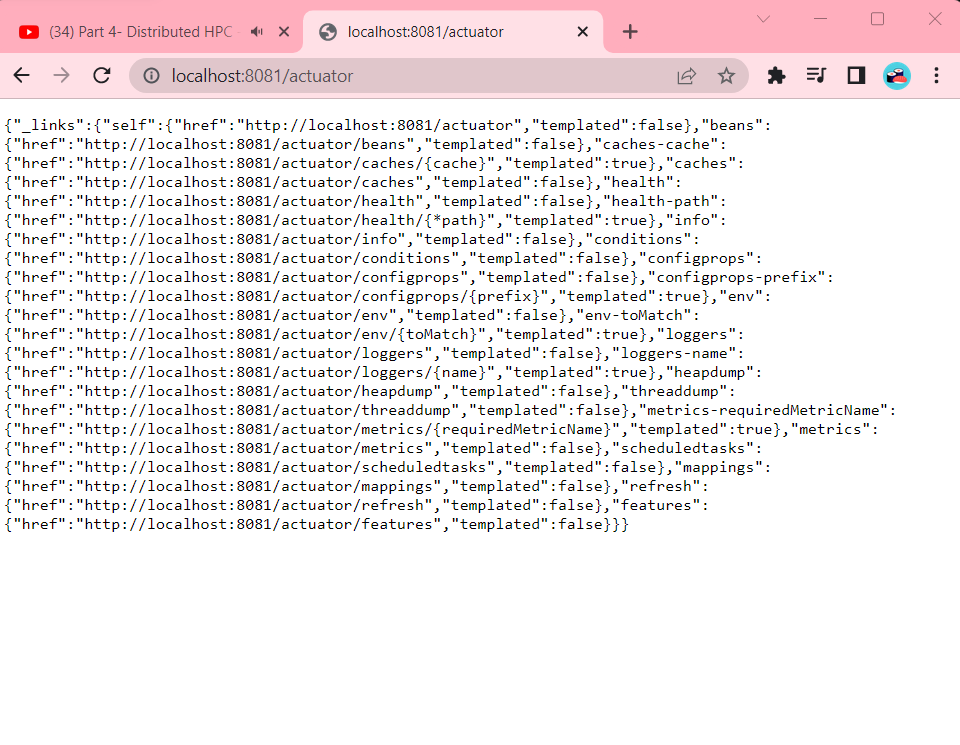 (34) Part 4- Distributed HPC
localhost:8081/actuator
localhost:8081/actuator
{"_links":{"self":{"href":"http://localhost:8081/actuator","templated":false},"beans":
{"href":"http://localhost:8081/actuator/beans","templated":false},"caches-cache":
{"href":"http://localhost:8081/actuator/caches/{cache}","templated":true},"caches":
{"href":"http://localhost:8081/actuator/caches","templated":false},"health":
{"href":"http://localhost:8081/actuator/health","templated":false},"health-path":
{"href":"http://localhost:8081/actuator/health/{*path}","templated":true},"info":
{"href":"http://localhost:8081/actuator/info","templated":false},"conditions":
{"href":"http://localhost:8081/actuator/conditions","templated":false},"configprops":
{"href":"http://localhost:8081/actuator/configprops","templated":false},"configprops-prefix":
{"href":"http://localhost:8081/actuator/configprops/{prefix}","templated":true},"env":
{"href":"http://localhost:8081/actuator/env","templated":false},"env-toMatch":
{"href":"http://localhost:8081/actuator/env/{toMatch}","templated":true},"loggers":
{"href":"http://localhost:8081/actuator/loggers","templated":false},"loggers-name":
{"href":"http://localhost:8081/actuator/loggers/{name}","templated":true},"heapdump":
{"href":"http://localhost:8081/actuator/heapdump","templated":false},"threaddump":
{"href":"http://localhost:8081/actuator/threaddump","templated":false},"metrics-requiredMetricName":
{"href":"http://localhost:8081/actuator/metrics/{requiredMetricName}","templated":true},"metrics":
{"href":"http://localhost:8081/actuator/metrics","templated":false},"scheduledtasks":
{"href":"http://localhost:8081/actuator/scheduledtasks","templated":false},"mappings":
{"href":"http://localhost:8081/actuator/mappings","templated":false},"refresh":
{"href":"http://localhost:8081/actuator/refresh","templated":false},"features":
{"href":"http://localhost:8081/actuator/features","templated":false}}}